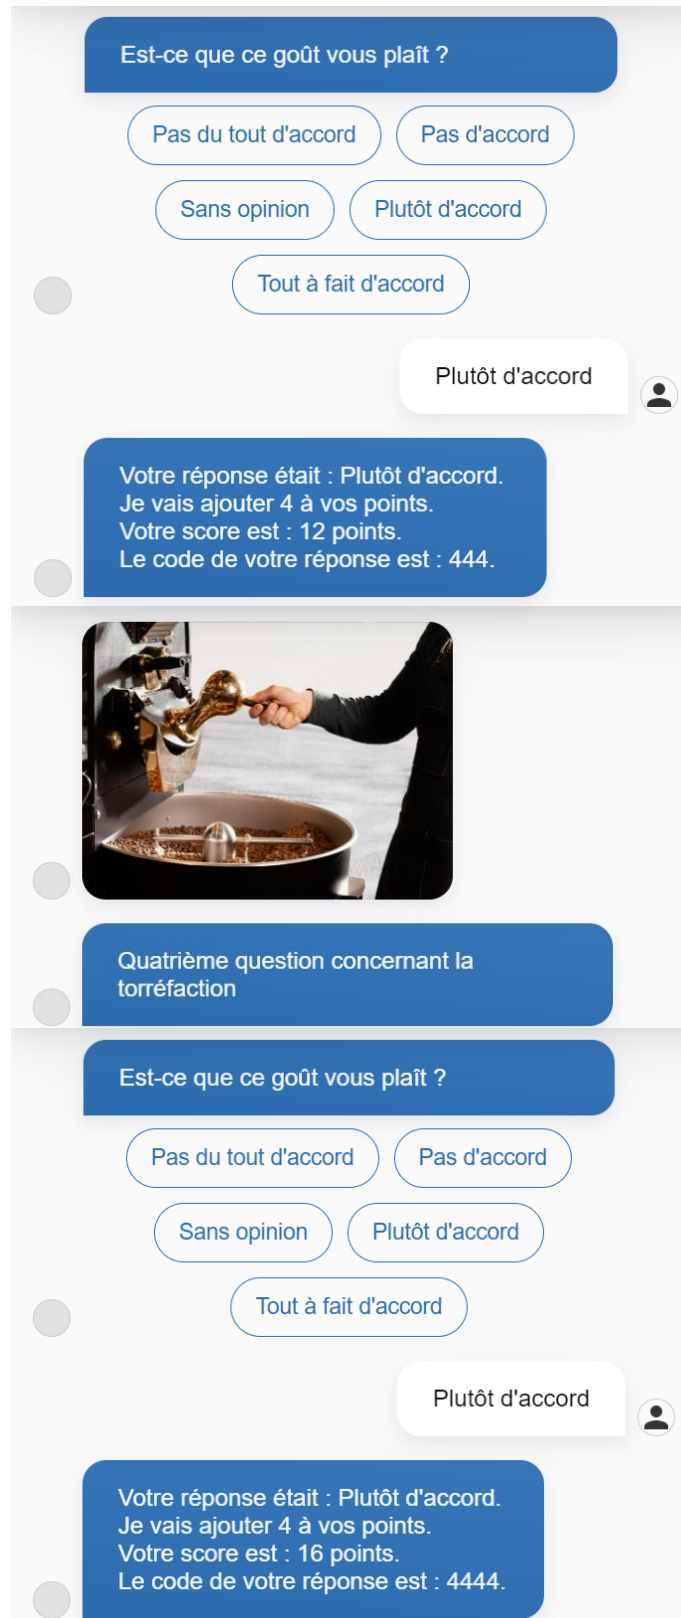 Est-ce que ce goût vous plaît ?
Pas du tout d'accord
Pas d'accord
Sans opinion
Plutôt d'accord
Tout à fait d'accord
Plutôt d'accord
Votre réponse était : Plutôt d'accord.
Je vais ajouter 4 à vos points.
Votre score est : 12 points.
Le code de votre réponse est : 444.
Quatrième question concernant la
torréfaction
Est-ce que ce goût vous plaît ?
Pas du tout d'accord
Pas d'accord
Sans opinion
Plutôt d'accord
Tout à fait d'accord
Plutôt d'accord
Votre réponse était : Plutôt d'accord.
Je vais ajouter 4 à vos points.
Votre score est : 16 points.
Le code de votre réponse est : 4444.